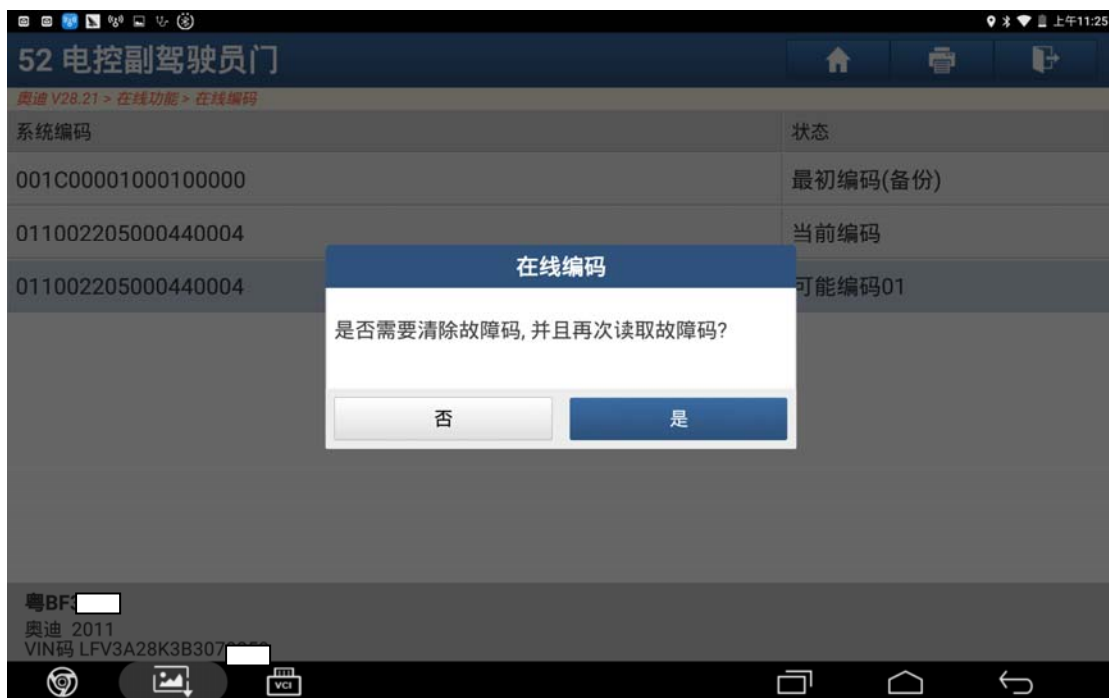 上午11:25
52 电控副驾驶员门
奥迪 V28.21 > 在线功能 > 在线编码
系统编码 状态
001C00001000100000 最初编码(备份)
011002205000440004 当前编码
011002205000440004 可能编码01
在线编码
是否需要清除故障码, 并且再次读取故障码?
否 是
粤BF
奥迪 2011
VIN码 LFV3A28K3B307
VCI